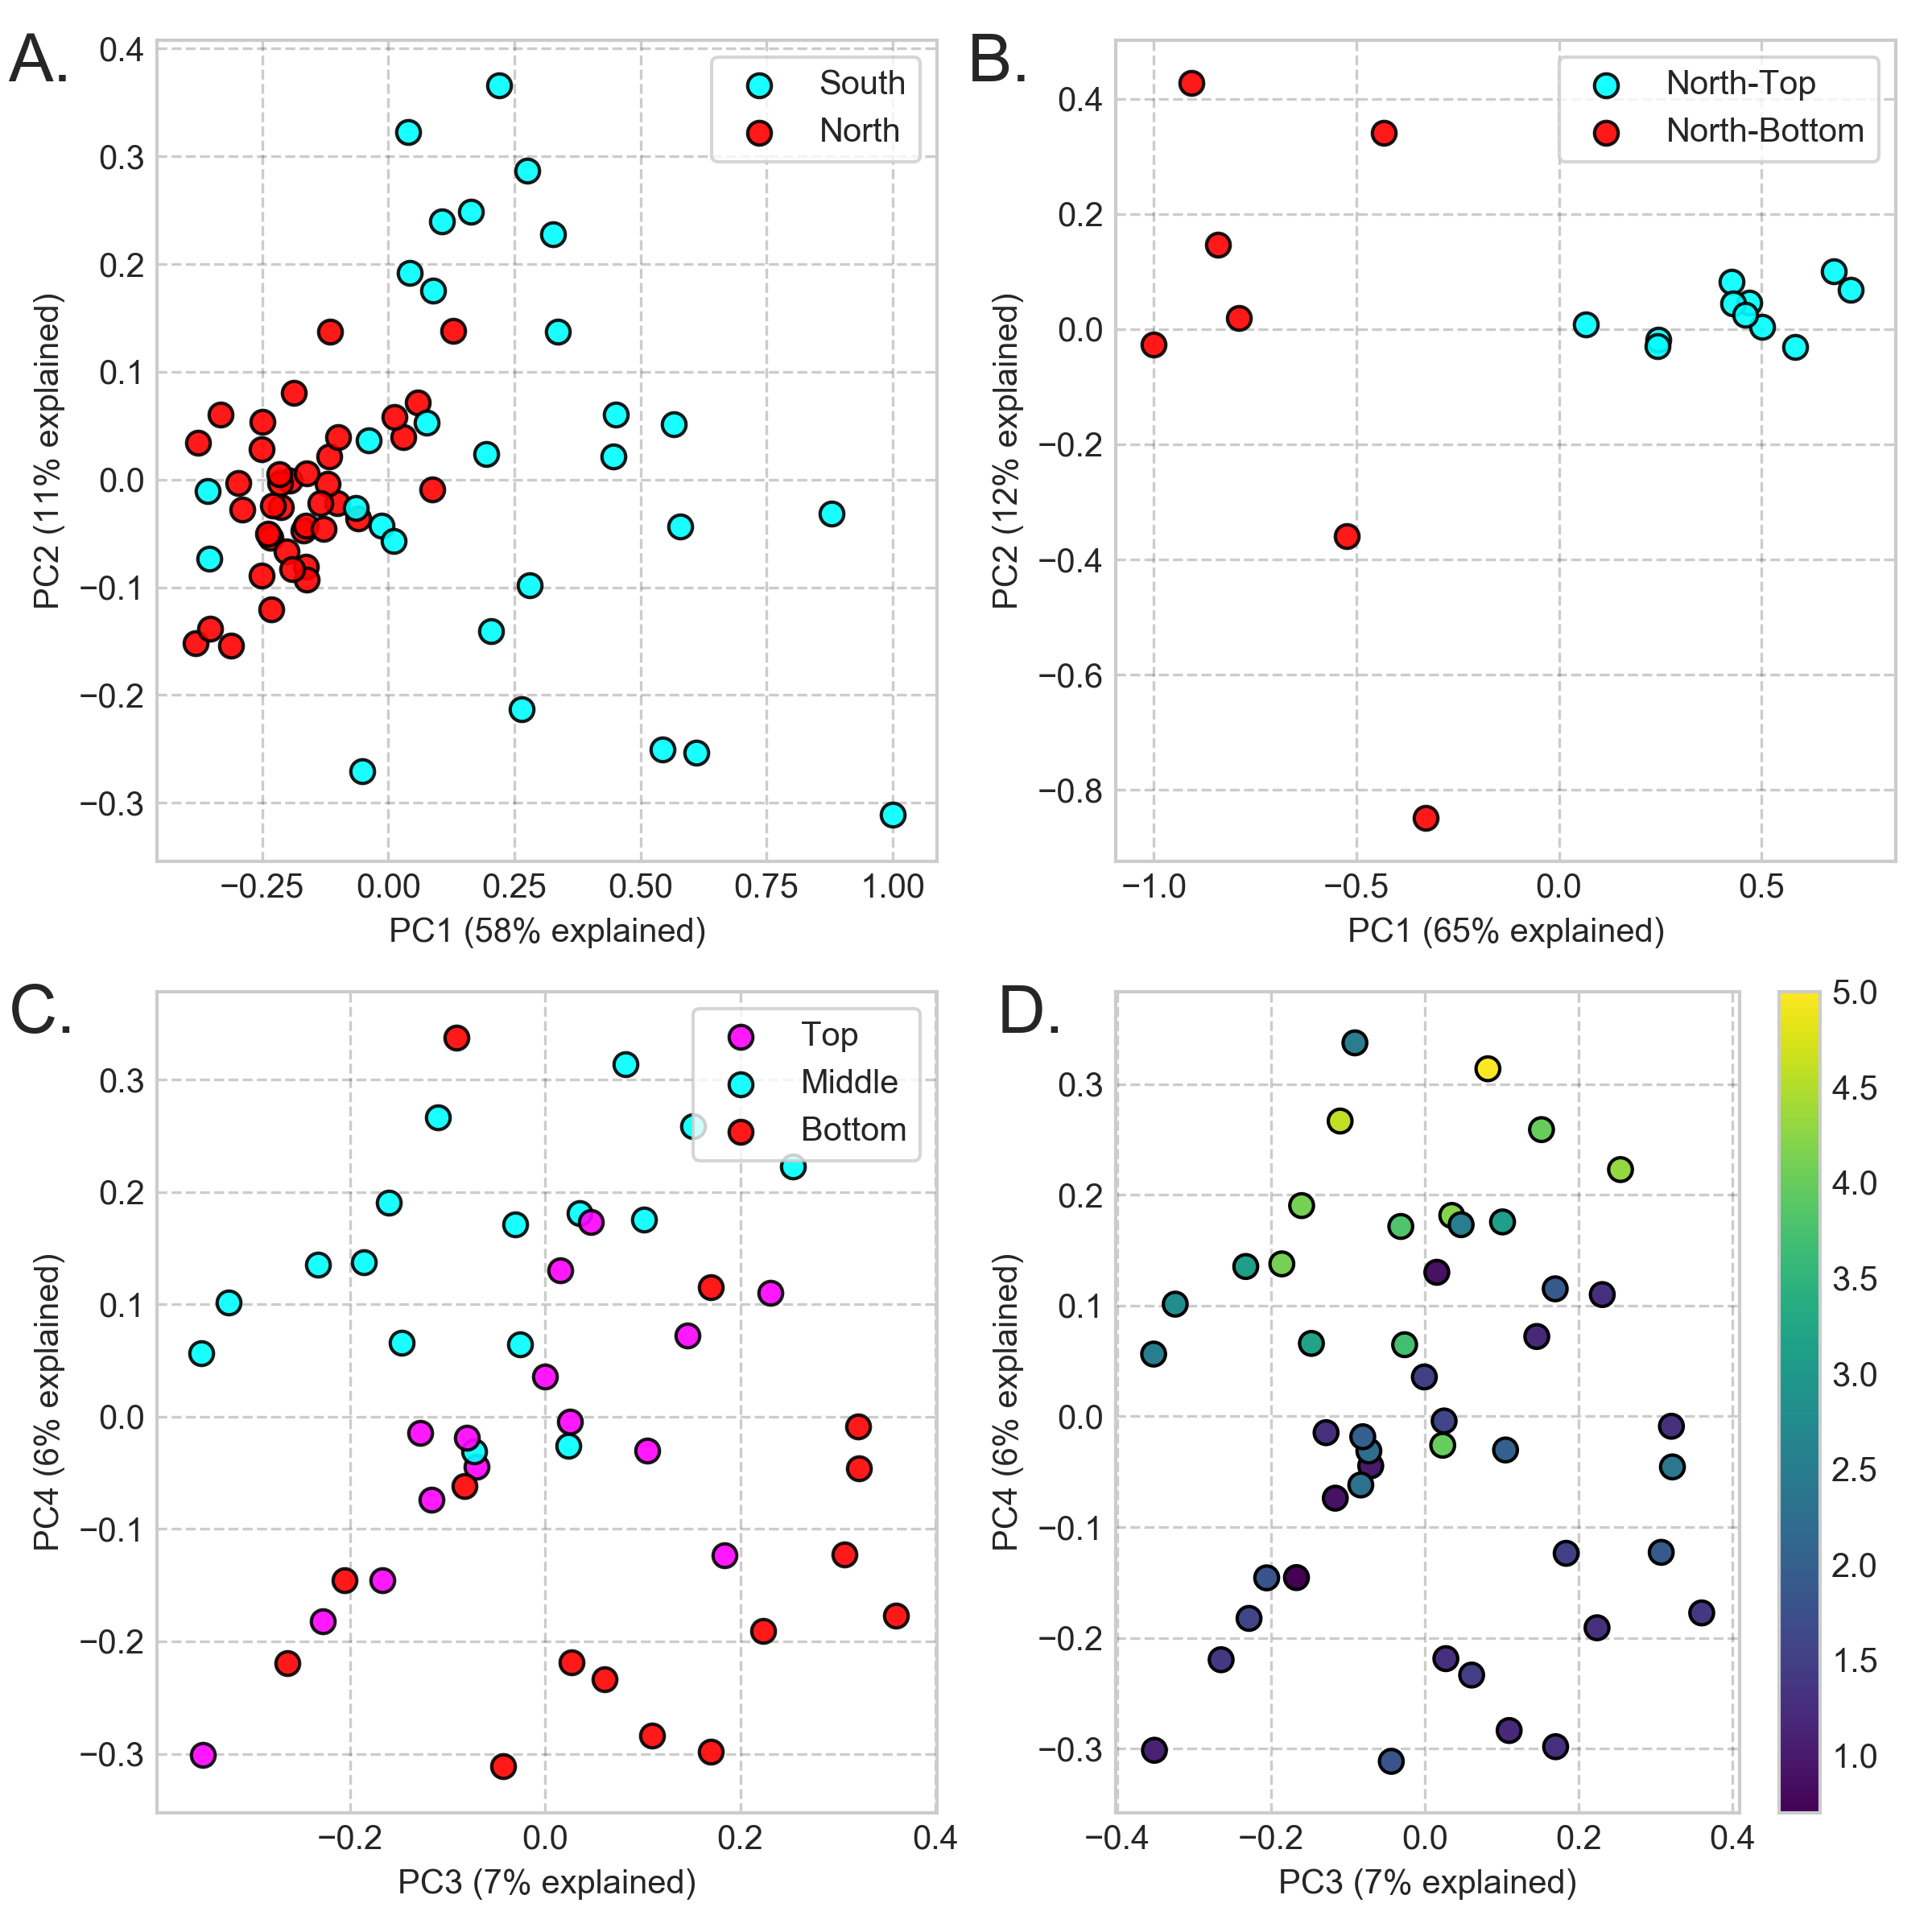 A.
0.4
0.3
0.2
0.1
0.0
−0.1
−0.2
−0.3
PC2 (11% explained)
South
North
−0.25 0.00 0.25 0.50 0.75 1.00
PC1 (58% explained)
B.
0.4
0.2
0.0
−0.2
−0.4
−0.6
−0.8
PC2 (12% explained)
North-Top
North-Bottom
−1.0 −0.5 0.0 0.5
PC1 (65% explained)
C.
0.3
0.2
0.1
0.0
−0.1
−0.2
−0.3
PC4 (6% explained)
Top
Middle
Bottom
−0.2 0.0 0.2 0.4
PC3 (7% explained)
D.
0.3
0.2
0.1
0.0
−0.1
−0.2
−0.3
PC4 (6% explained)
−0.4 −0.2 0.0 0.2 0.4
PC3 (7% explained)
5.0
4.5
4.0
3.5
3.0
2.5
2.0
1.5
1.0